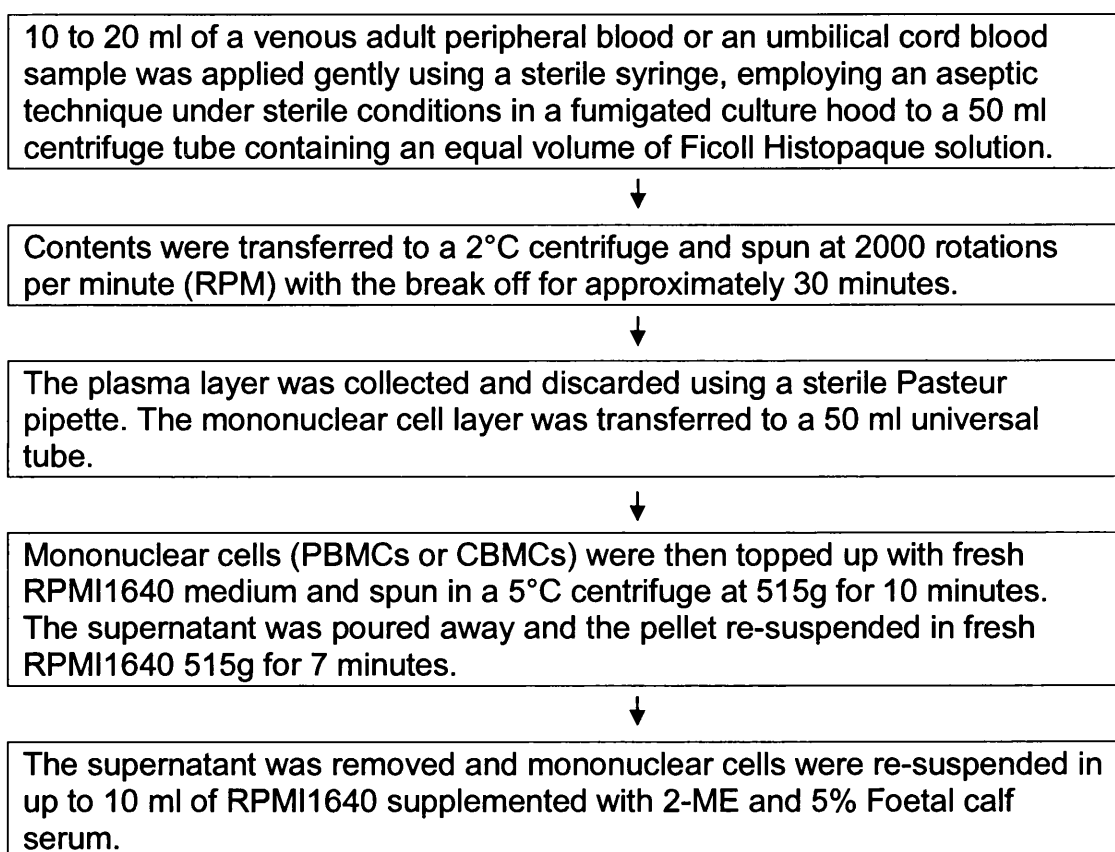 10 to 20 ml of a venous adult peripheral blood or an umbilical cord blood
sample was applied gently using a sterile syringe, employing an aseptic
technique under sterile conditions in a fumigated culture hood to a 50 ml
centrifuge tube containing an equal volume of Ficoll Histopaque solution.
Contents were transferred to a 2°C centrifuge and spun at 2000 rotations
per minute (RPM) with the break off for approximately 30 minutes.
The plasma layer was collected and discarded using a sterile Pasteur
pipette. The mononuclear cell layer was transferred to a 50 ml universal
tube.
Mononuclear cells (PBMCs or CBMCs) were then topped up with fresh
RPMI1640 medium and spun in a 5°C centrifuge at 515g for 10 minutes.
The supernatant was poured away and the pellet re-suspended in fresh
RPMI1640 515g for 7 minutes.
The supernatant was removed and mononuclear cells were re-suspended in
up to 10 ml of RPMI1640 supplemented with 2-ME and 5% Foetal calf
serum.